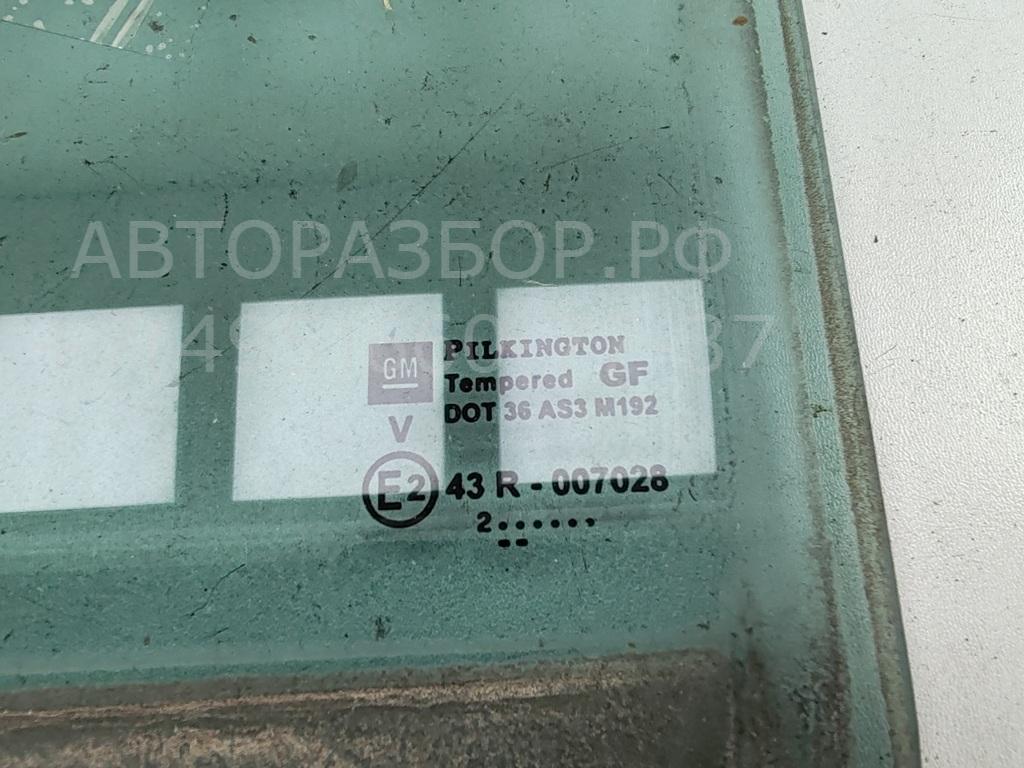 АВТОРАЗБОР.РФ
GM PILKINGTON
Tempered GF
DOT 36 AS3 M192
V
E2 43 R - 007028
2......
--